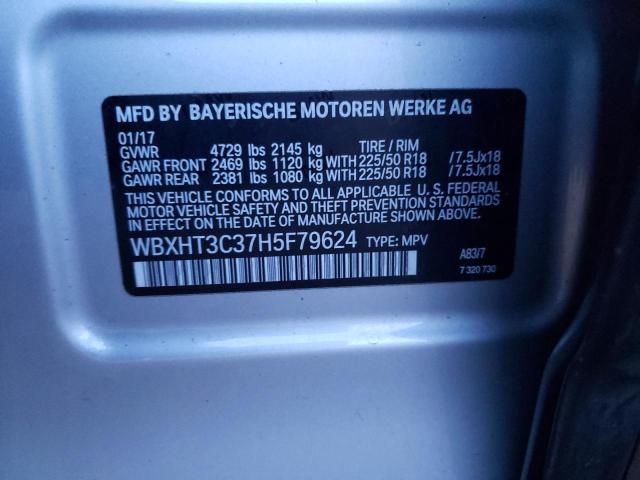 MFD BY BAYERISCHE MOTOREN WERKE AG
01/17
GVWR 4729 lbs 2145 kg TIRE / RIM
GAWR FRONT 2469 lbs 1120 kg WITH 225/50 R18 /7.5Jx18
GAWR REAR 2381 lbs 1080 kg WITH 225/50 R18 /7.5Jx18
THIS VEHICLE CONFORMS TO ALL APPLICABLE U. S. FEDERAL
MOTOR VEHICLE SAFETY AND THEFT PREVENTION STANDARDS
IN EFFECT ON THE DATE OF MANUFACTURE SHOWN ABOVE.
WBXHT3C37H5F79624 TYPE: MPV
A83/7
7 320 730